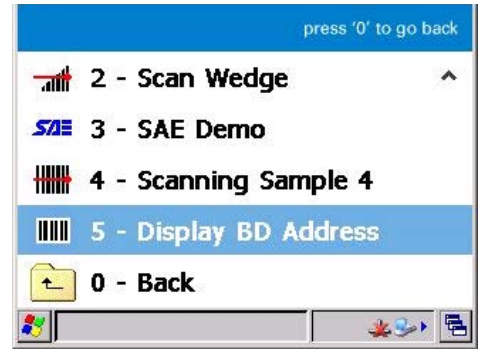 press '0' to go back
2 - Scan Wedge
SAE 3 - SAE Demo
4 - Scanning Sample 4
5 - Display BD Address
0 - Back